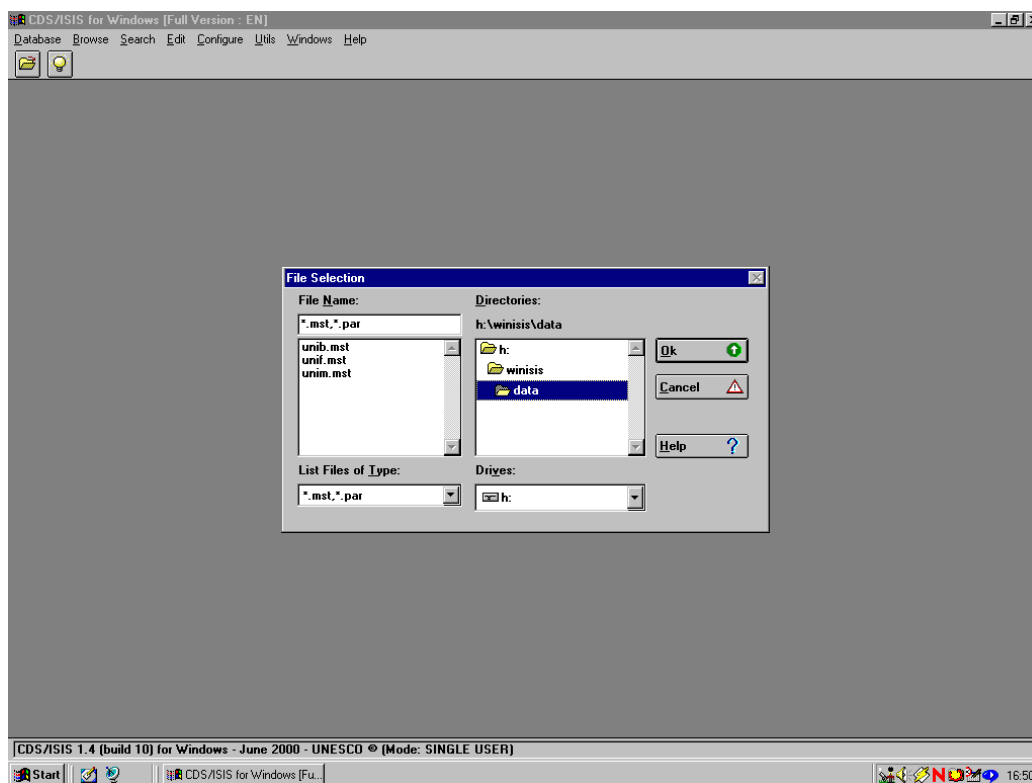 CDS/ISIS for Windows [Full Version : EN]
Database Browse Search Edit Configure Utils Windows Help
File Selection
File Name:
Directories:
*.mst,*.par
h:\winisis\data
unib.mst
unif.mst
unim.mst
h:
winisis
data
Ok
Cancel
Help
List Files of Type:
Drives:
*.mst,*.par
h:
CDS/ISIS 1.4 (build 10) for Windows - June 2000 - UNESCO © (Mode: SINGLE USER)
Start
CDS/ISIS for Windows [Fu...